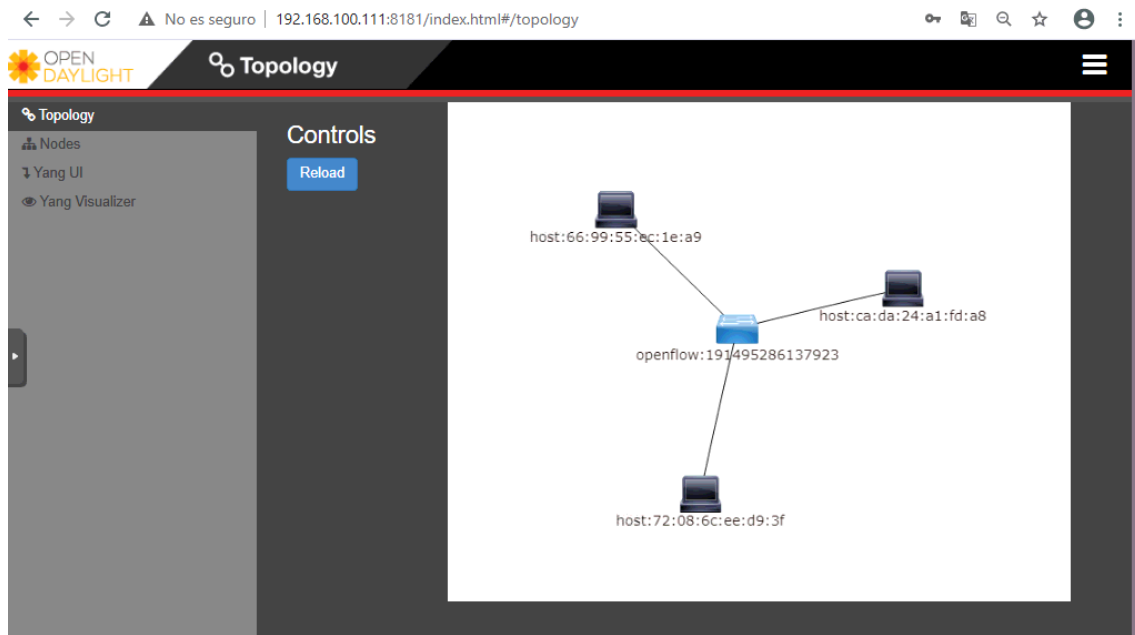 No es seguro | 192.168.100.111:8181/index.html#/topology
OPEN
DAYLIGHT
Topology
Topology
Nodes
Yang UI
Yang Visualizer
Controls
Reload
host:66:99:55:ec:1e:a9
host:ca:da:24:a1:fd:a8
openflow:191495286137923
host:72:08:6c:ee:d9:3f